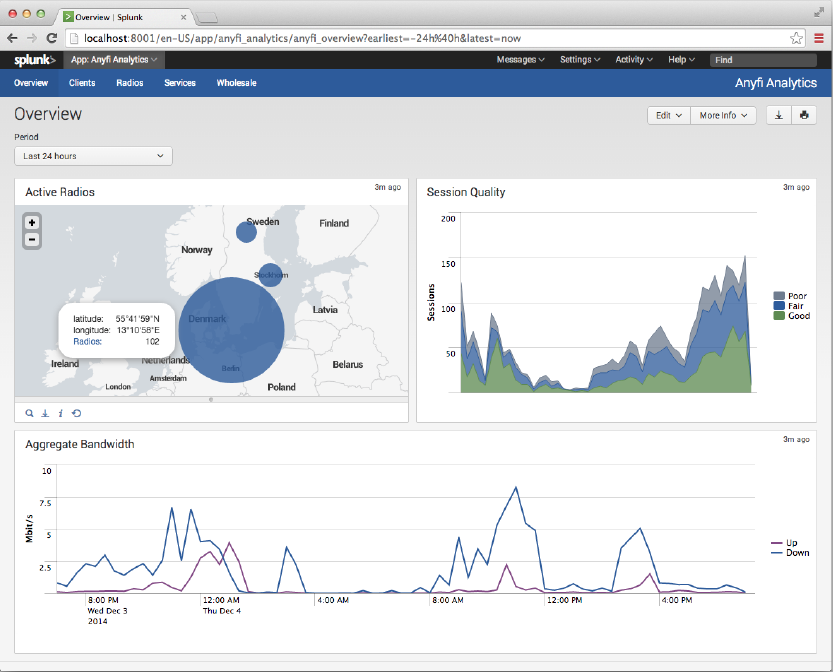 Overview | Splunk
localhost:8001/en-US/app/anyfi_analytics/anyfi_overview?earliest=-24h%40h&latest=now
splunk> App: Anyfi Analytics Messages Settings Activity Help Find
Overview Clients Radios Services Wholesale Anyfi Analytics
Overview
Edit More Info
Period
Last 24 hours
Active Radios 3m ago
+
−
Sweden
Finland
Norway
Stockholm
latitude: 55°41'59"N
longitude: 13°10'58"E
Radios: 102
Denmark
Latvia
Ireland
Netherlands
Berlin
Belarus
Amsterdam
London
Poland
Session Quality 3m ago
200
150
100
50
Sessions
Poor
Fair
Good
Aggregate Bandwidth 3m ago
10
7.5
5
2.5
Mbit/s
Up
Down
8:00 PM 12:00 AM 4:00 AM 8:00 AM 12:00 PM 4:00 PM
Wed Dec 3 Thu Dec 4
2014